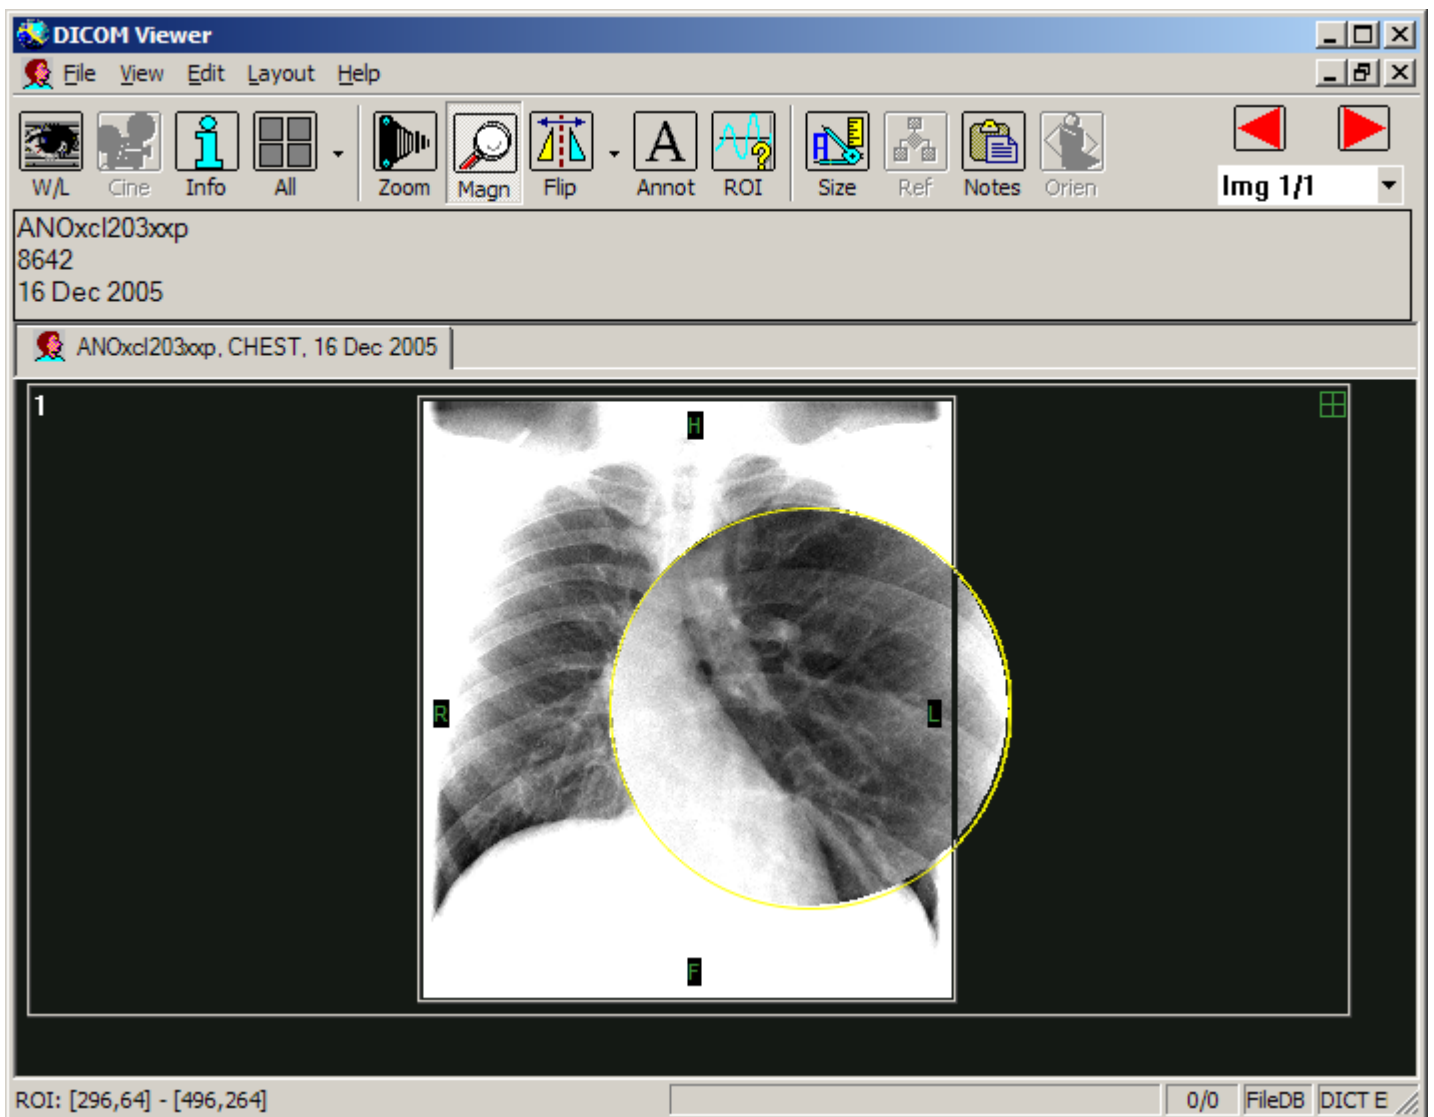 DICOM Viewer
File View Edit Layout Help
W/L Cine Info All Zoom Magn Flip Annot ROI Size Ref Notes Orien
A
Img 1/1
ANOxcl203xxp
8642
16 Dec 2005
ANOxcl203xxp, CHEST, 16 Dec 2005
1
H
R
L
F
ROI: [296,64] - [496,264]
0/0 FileDB DICT E